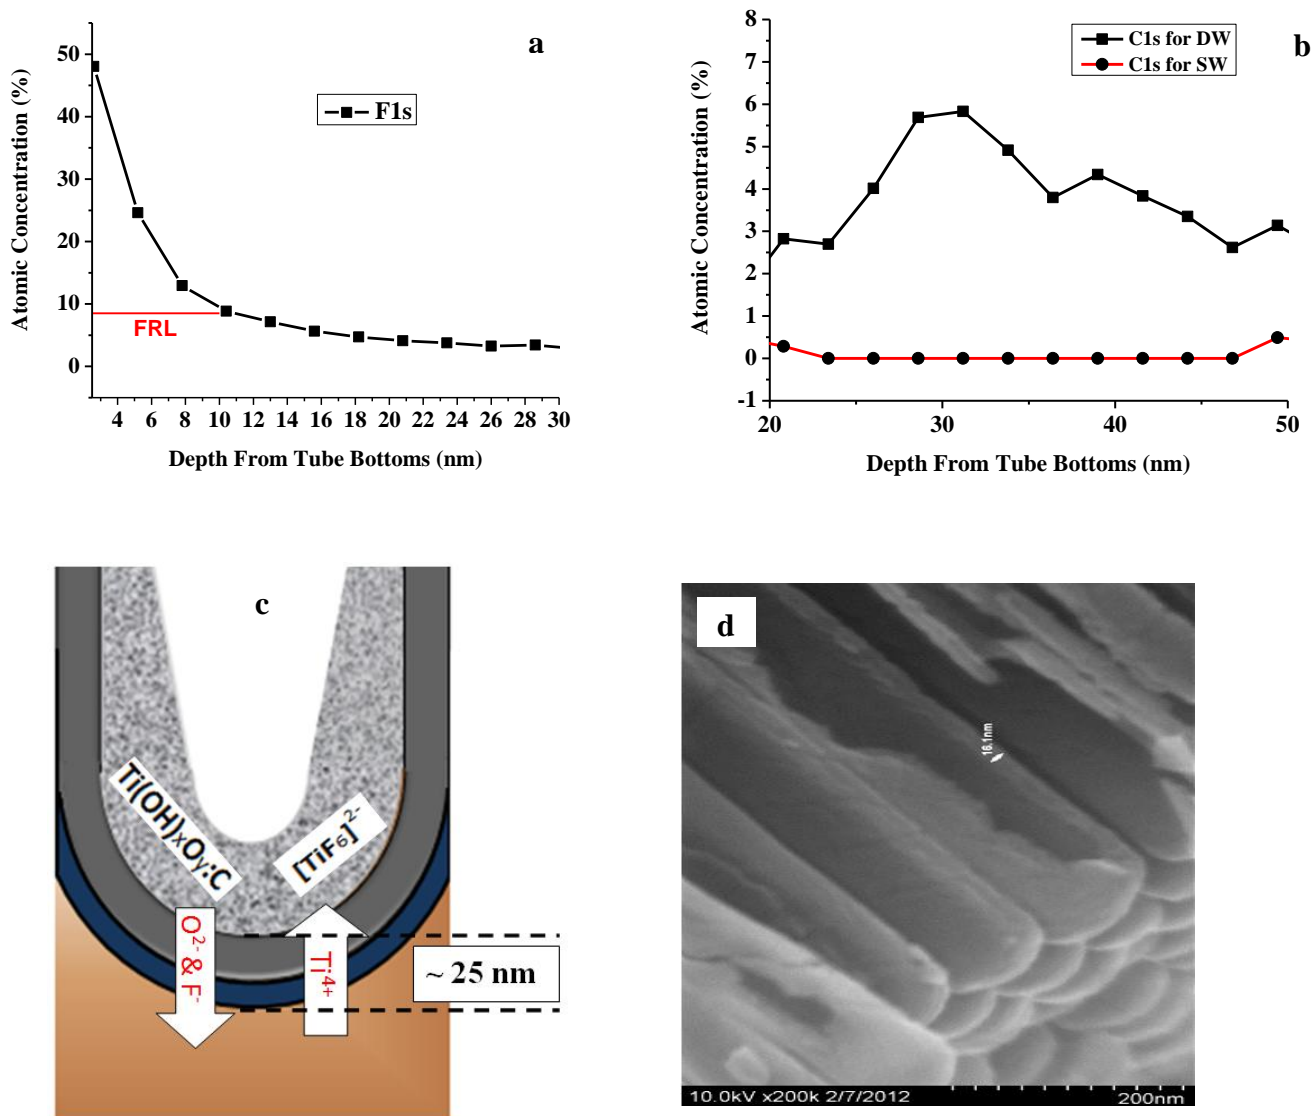 a
50
40
30
20
10
0
Atomic Concentration (%)
F1s
FRL
4 6 8 10 12 14 16 18 20 22 24 26 28 30
Depth From Tube Bottoms (nm)
b
C1s for DW
C1s for SW
8
7
6
5
4
3
2
1
0
-1
Atomic Concentration (%)
20 30 40 50
Depth From Tube Bottoms (nm)
c
Ti(OH)xOy:C
[TiF₆]²⁻
O²⁻ & F⁻
Ti⁴⁺
~ 25 nm
d
16.1nm
10.0kV x200k 2/7/2012 200nm